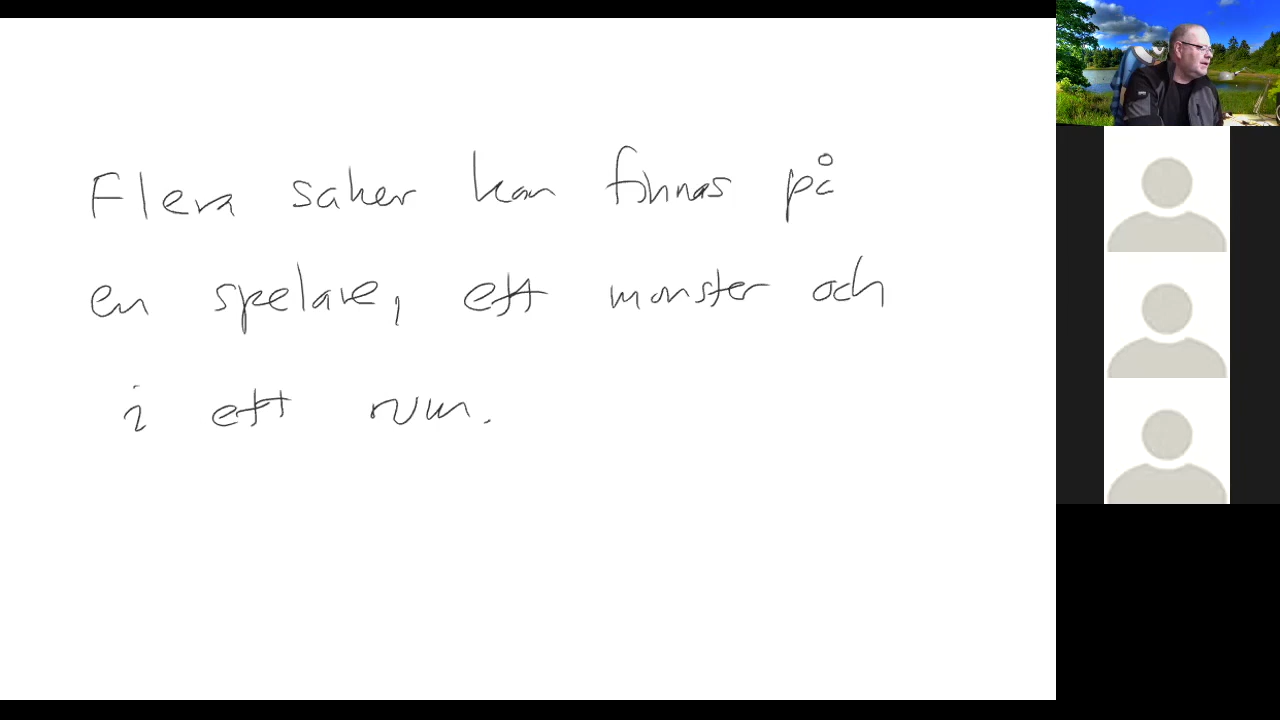 Flera saker kan finnas på
en spelare, ett monster och
i ett rum.